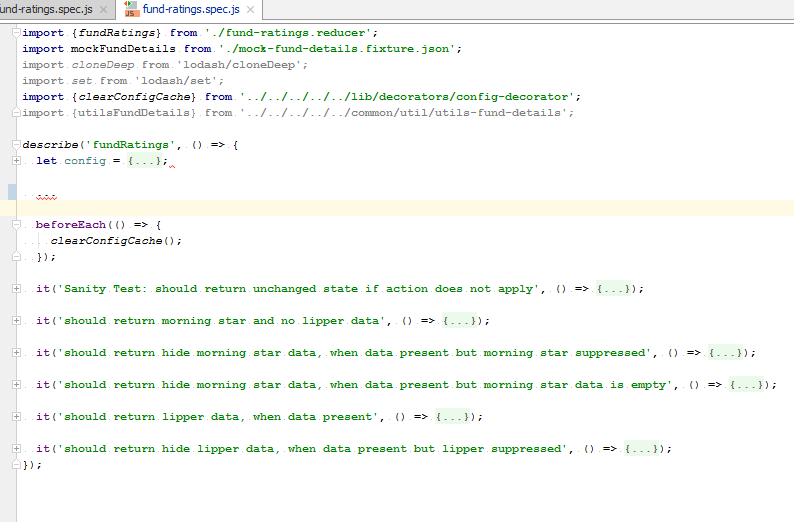 und-ratings.spec.js
fund-ratings.spec.js
JS
import {fundRatings} from './fund-ratings.reducer';
import mockFundDetails from './mock-fund-details.fixture.json';
import cloneDeep from 'lodash/cloneDeep';
import set from 'lodash/set';
import {clearConfigCache} from '../../../../../lib/decorators/config-decorator';
import {utilsFundDetails} from '../../../../../common/util/utils-fund-details';
describe('fundRatings', () => {
let config = {...};
...
beforeEach(() => {
clearConfigCache();
});
it('Sanity Test: should return unchanged state if action does not apply', () => {...});
it('should return morning star and no lipper data', () => {...});
it('should return hide morning star data, when data present but morning star suppressed', () => {...});
it('should return hide morning star data, when data present but morning star data is empty', () => {...});
it('should return lipper data, when data present', () => {...});
it('should return hide lipper data, when data present but lipper suppressed', () => {...});
});